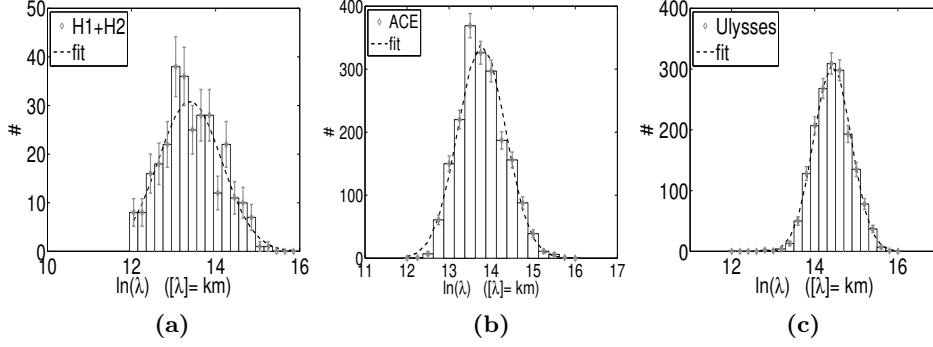 50
40
30
20
10
0
#
H1+H2
fit
10
12
14
16
ln(λ) ([λ]= km)
(a)
400
300
200
100
0
#
ACE
fit
11
12
13
14
15
16
17
ln(λ) ([λ]= km)
(b)
400
300
200
100
0
#
Ulysses
fit
12
14
16
ln(λ) ([λ]= km)
(c)